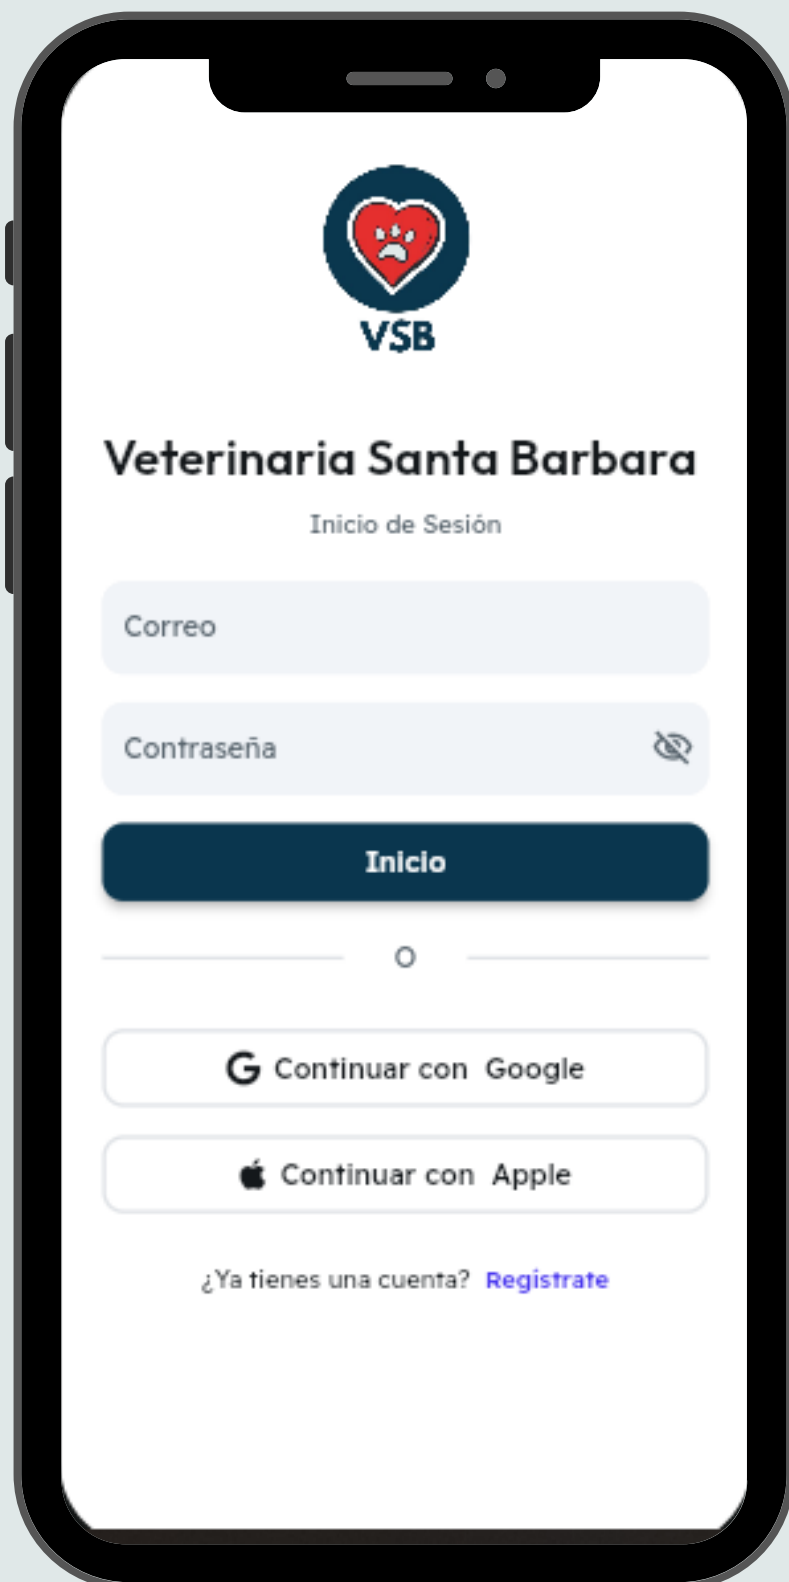 VSB
Veterinaria Santa Barbara
Inicio de Sesión
Correo
Contraseña
Inicio
O
Continuar con Google
Continuar con Apple
¿Ya tienes una cuenta? Registrate